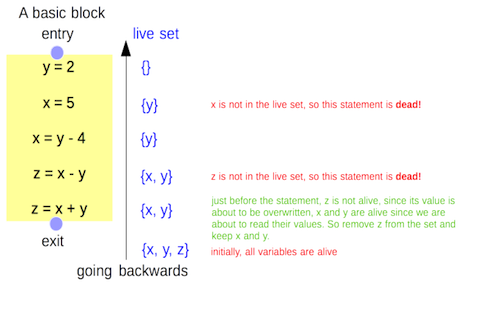 A basic block
entry
live set
y = 2
{}
x = 5
{y}
x is not in the live set, so this statement is dead!
x = y - 4
{y}
z = x - y
{x, y}
z is not in the live set, so this statement is dead!
z = x + y
{x, y}
just before the statement, z is not alive, since its value is
about to be overwritten, x and y are alive since we are
about to read their values. So remove z from the set and
keep x and y.
exit
{x, y, z}
initially, all variables are alive
going backwards